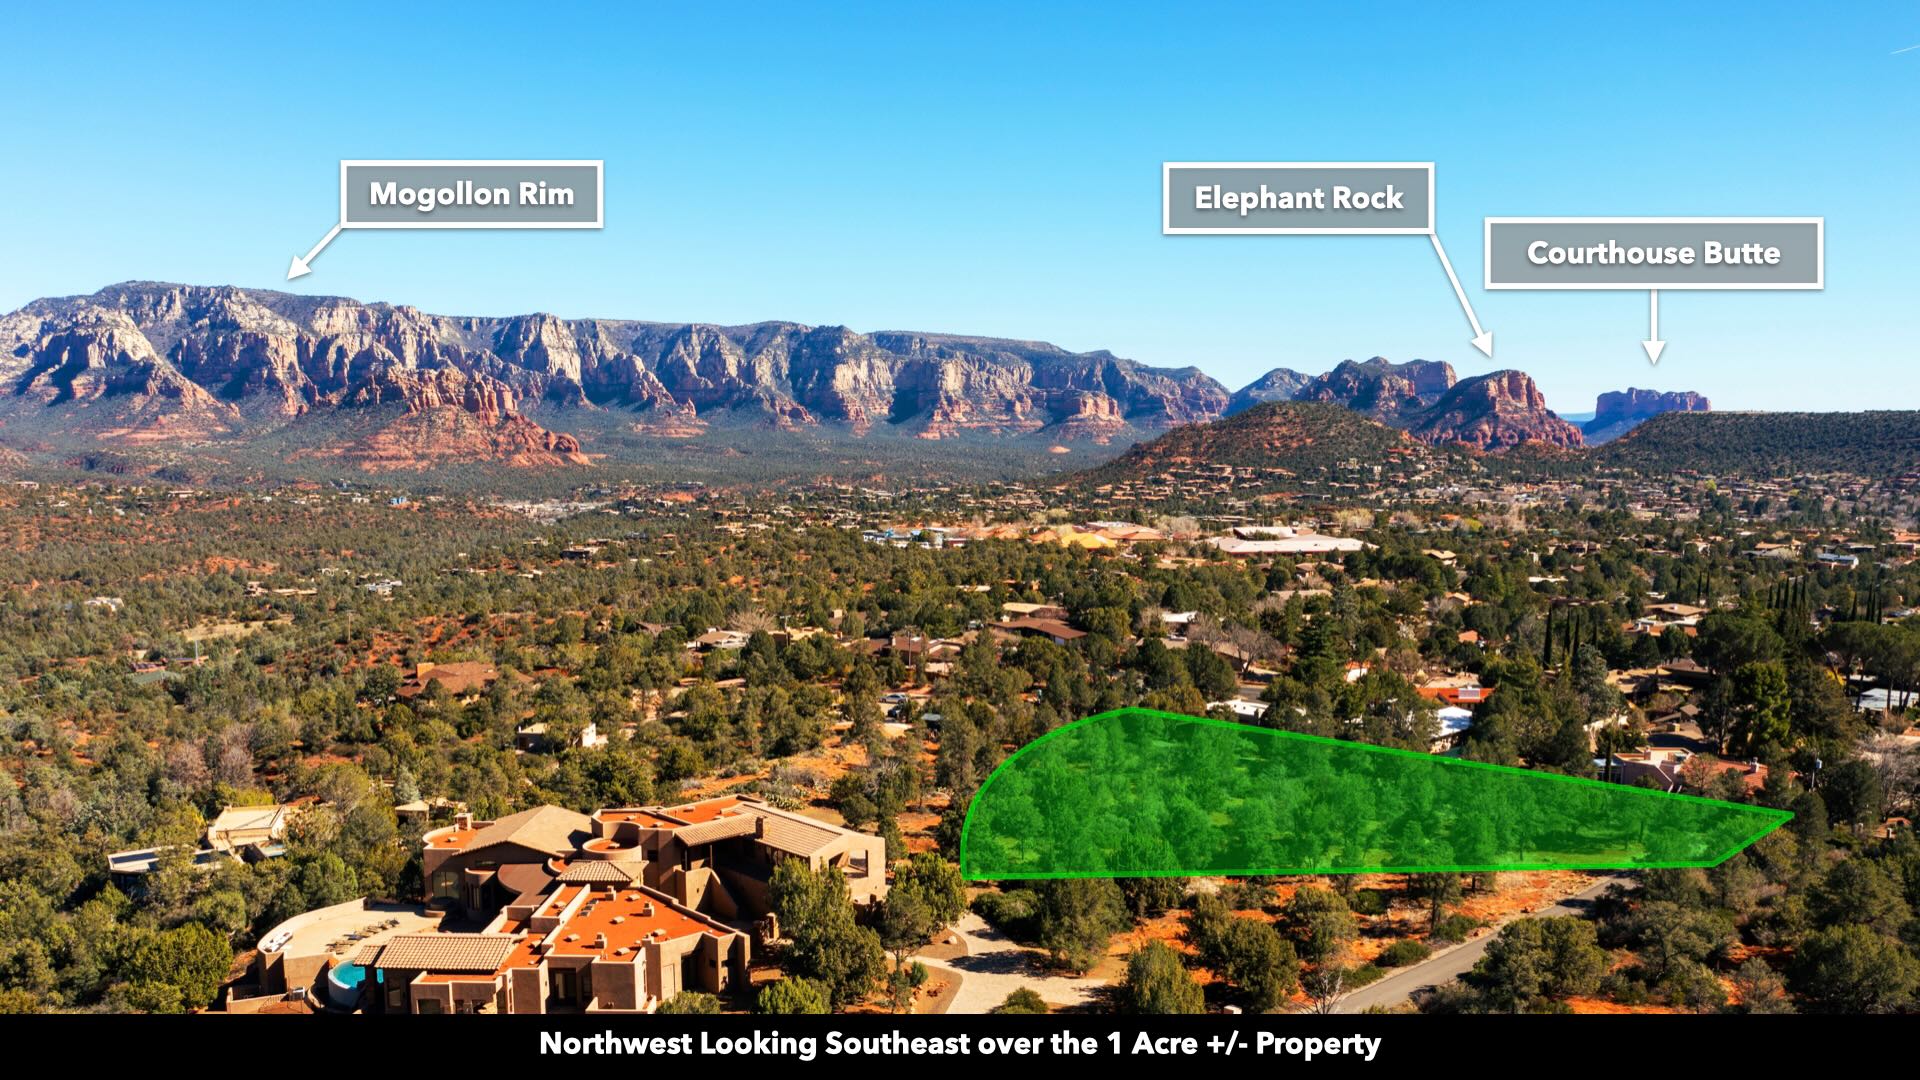 Mogollon Rim
Elephant Rock
Courthouse Butte
Northwest Looking Southeast over the 1 Acre +/- Property